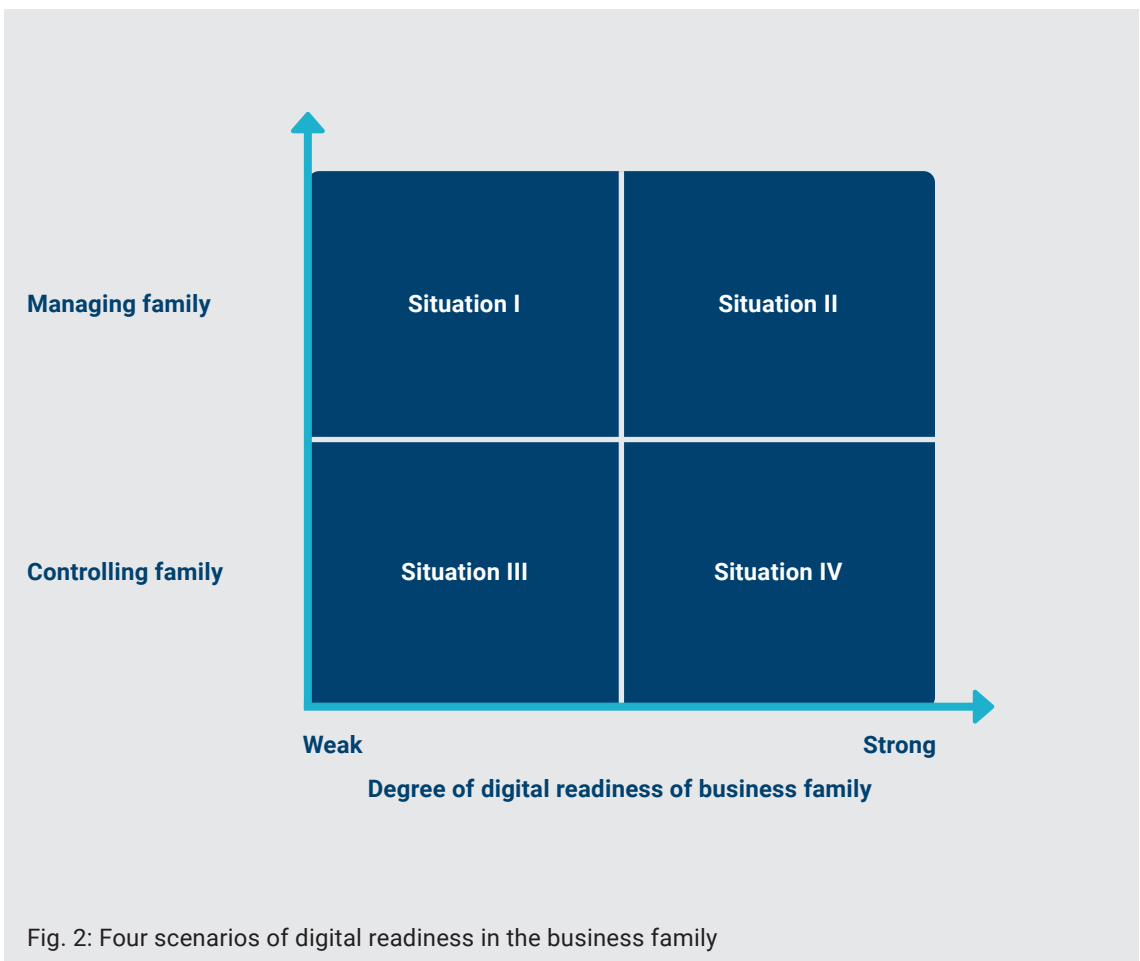 Managing family
Situation I
Situation II
Controlling family
Situation III
Situation IV
Weak
Strong
Degree of digital readiness of business family
Fig. 2: Four scenarios of digital readiness in the business family